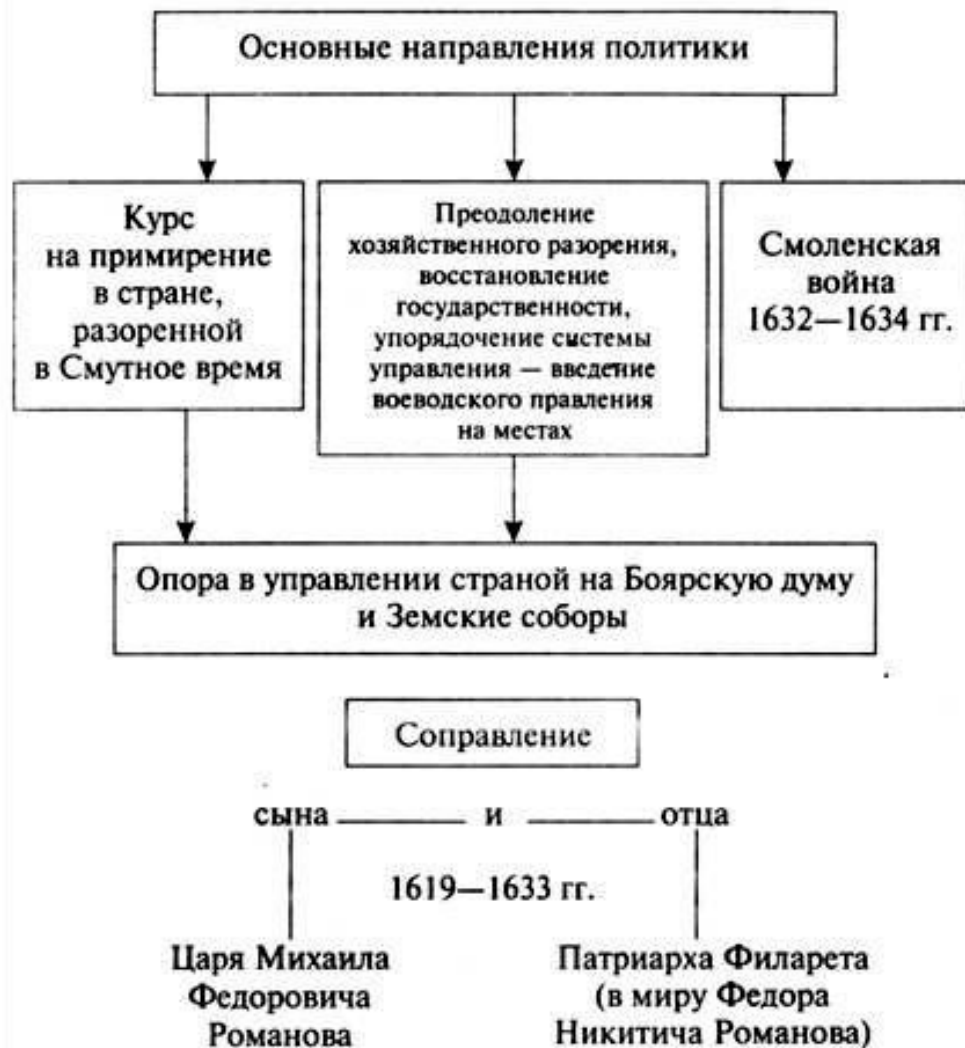 Основные направления политики
Курс
на примирение
в стране,
разоренной
в Смутное время
Преодоление
хозяйственного разорения,
восстановление
государственности,
упорядочение системы
управления — введение
воеводского правления
на местах
Смоленская
война
1632—1634 гг.
Опора в управлении страной на Боярскую думу
и Земские соборы
Соправление
сына и отца
1619—1633 гг.
Царя Михаила
Федоровича
Романова
Патриарха Филарета
(в миру Федора
Никитича Романова)